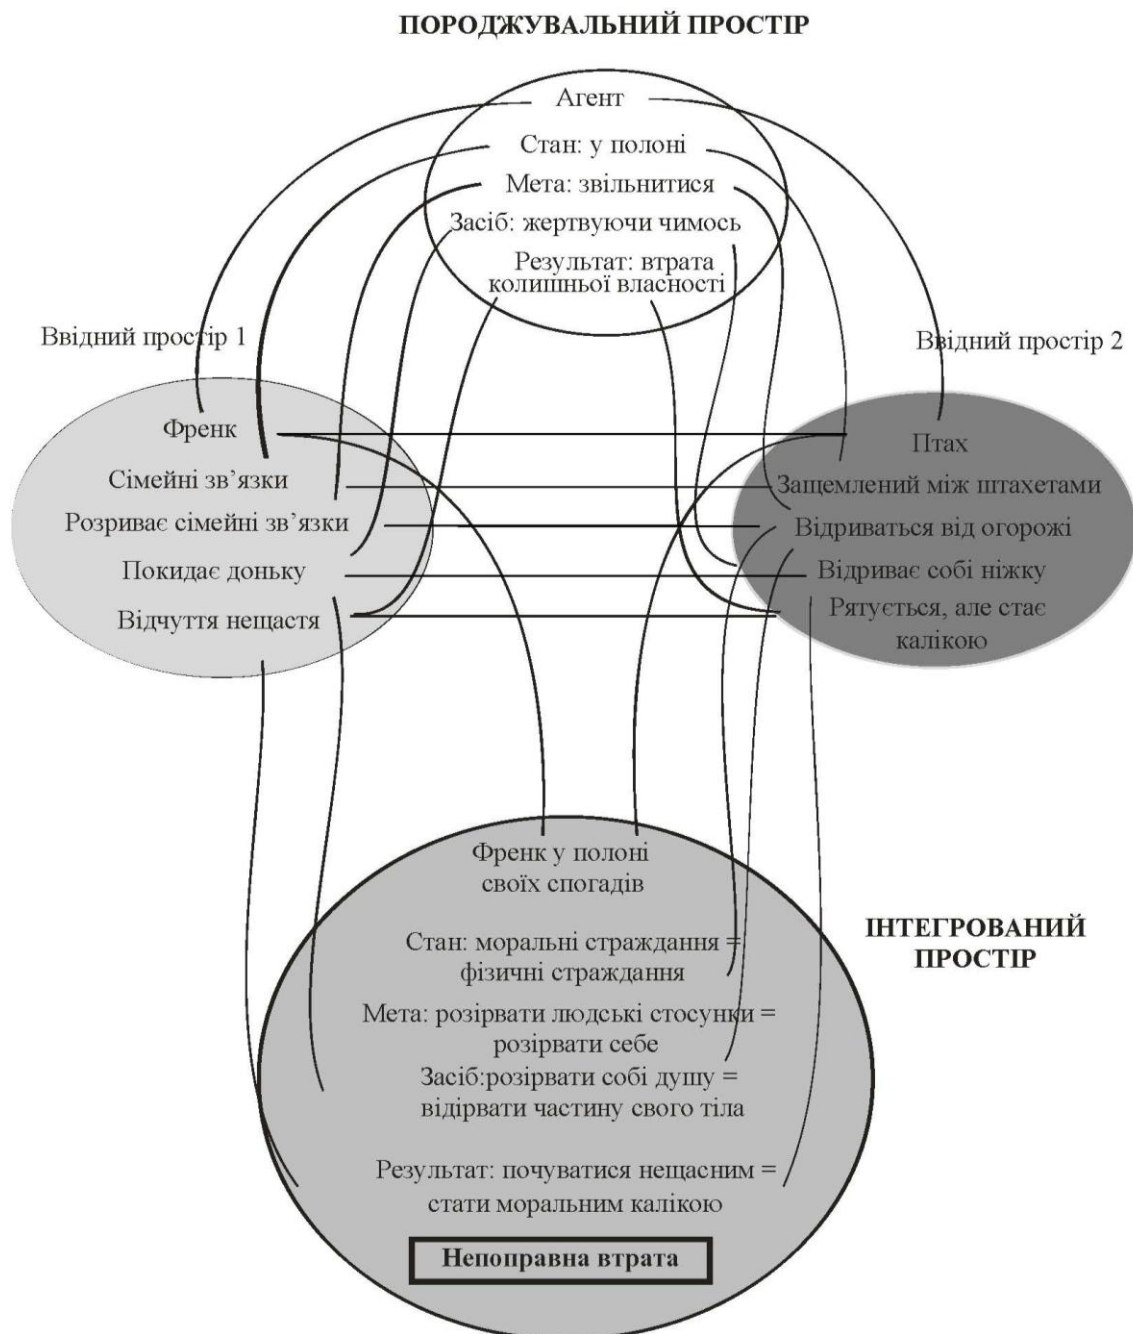 ПОРОДЖУВАЛЬНИЙ ПРОСТІР
Агент
Стан: у полоні
Мета: звільнитися
Засіб: жертвуючи чимось
Результат: втрата
колишньої власності
Ввідний простір 1
Ввідний простір 2
Френк
Сімейні зв’язки
Розриває сімейні зв’язки
Покидає доньку
Відчуття нещастя
Птах
Защемлений між штахетами
Відриваться від огорожі
Відриває собі ніжку
Рятується, але стає
калікою
Френк у полоні
своїх спогадів
Стан: моральні страждання =
фізичні страждання
Мета: розірвати людські стосунки =
розірвати себе
Засіб:розірвати собі душу =
відірвати частину свого тіла
Результат: почуватися нещасним =
стати моральним калікою
Непоправна втрата
ІНТЕГРОВАНИЙ
ПРОСТІР